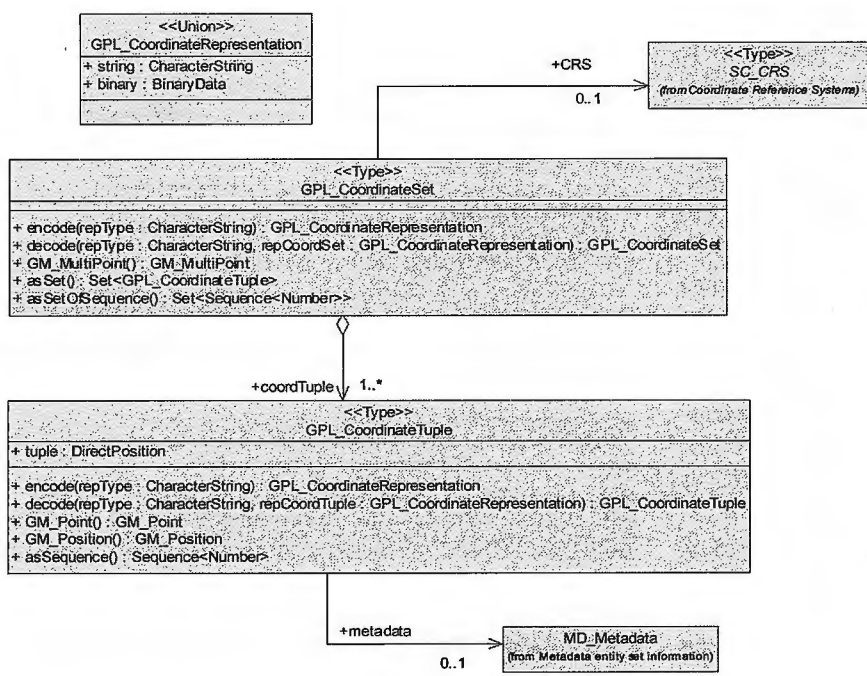 <<Union>>
GPL_CoordinateRepresentation
+ string : CharacterString
+ binary : BinaryData
+CRS
0..1
<<Type>>
SC_CRS
(from Coordinate Reference Systems)
<<Type>>
GPL_CoordinateSet
+ encode(repType : CharacterString) : GPL_CoordinateRepresentation
+ decode(repType : CharacterString, repCoordSet : GPL_CoordinateRepresentation) : GPL_CoordinateSet
+ GM_MultiPoint() : GM_MultiPoint
+ asSet() : Set<GPL_CoordinateTuple>
+ asSetOfSequence() : Set<Sequence<Number>>
+coordTuple 1..*
<<Type>>
GPL_CoordinateTuple
+ tuple : DirectPosition
+ encode(repType : CharacterString) : GPL_CoordinateRepresentation
+ decode(repType : CharacterString, repCoordTuple : GPL_CoordinateRepresentation) : GPL_CoordinateTuple
+ GM_Point() : GM_Point
+ GM_Position() : GM_Position
+ asSequence() : Sequence<Number>
+metadata
0..1
MD_Metadata
(from Metadata entity set information)